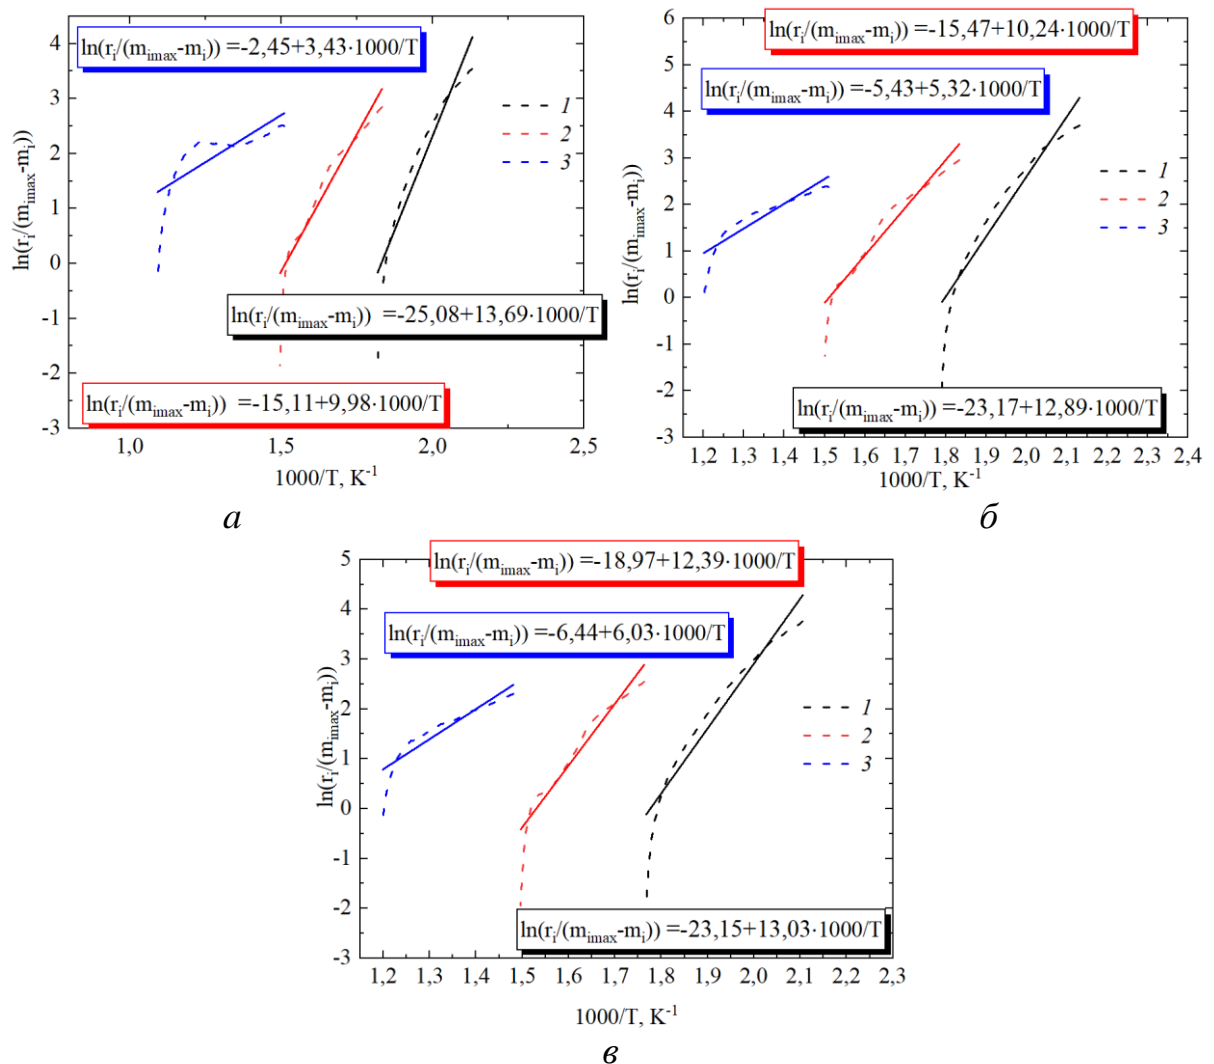 ln(rᵢ/(mᵢₘₐₓ-mᵢ)) =-2,45+3,43·1000/T
4
3
2
1
0
-1
-2
-3
ln(rᵢ/(mᵢₘₐₓ-mᵢ))
1
2
3
ln(rᵢ/(mᵢₘₐₓ-mᵢ)) =-25,08+13,69·1000/T
ln(rᵢ/(mᵢₘₐₓ-mᵢ)) =-15,11+9,98·1000/T
1,0 1,5 2,0 2,5
1000/T, K⁻¹
а
ln(rᵢ/(mᵢₘₐₓ-mᵢ)) =-15,47+10,24·1000/T
ln(rᵢ/(mᵢₘₐₓ-mᵢ)) =-5,43+5,32·1000/T
6
5
4
3
2
1
0
-1
-2
-3
ln(rᵢ/(mᵢₘₐₓ-mᵢ))
1
2
3
ln(rᵢ/(mᵢₘₐₓ-mᵢ)) =-23,17+12,89·1000/T
1,2 1,3 1,4 1,5 1,6 1,7 1,8 1,9 2,0 2,1 2,2 2,3 2,4
1000/T, K⁻¹
б
ln(rᵢ/(mᵢₘₐₓ-mᵢ)) =-18,97+12,39·1000/T
ln(rᵢ/(mᵢₘₐₓ-mᵢ)) =-6,44+6,03·1000/T
5
4
3
2
1
0
-1
-2
-3
ln(rᵢ/(mᵢₘₐₓ-mᵢ))
1
2
3
ln(rᵢ/(mᵢₘₐₓ-mᵢ)) =-23,15+13,03·1000/T
1,2 1,3 1,4 1,5 1,6 1,7 1,8 1,9 2,0 2,1 2,2 2,3
1000/T, K⁻¹
в